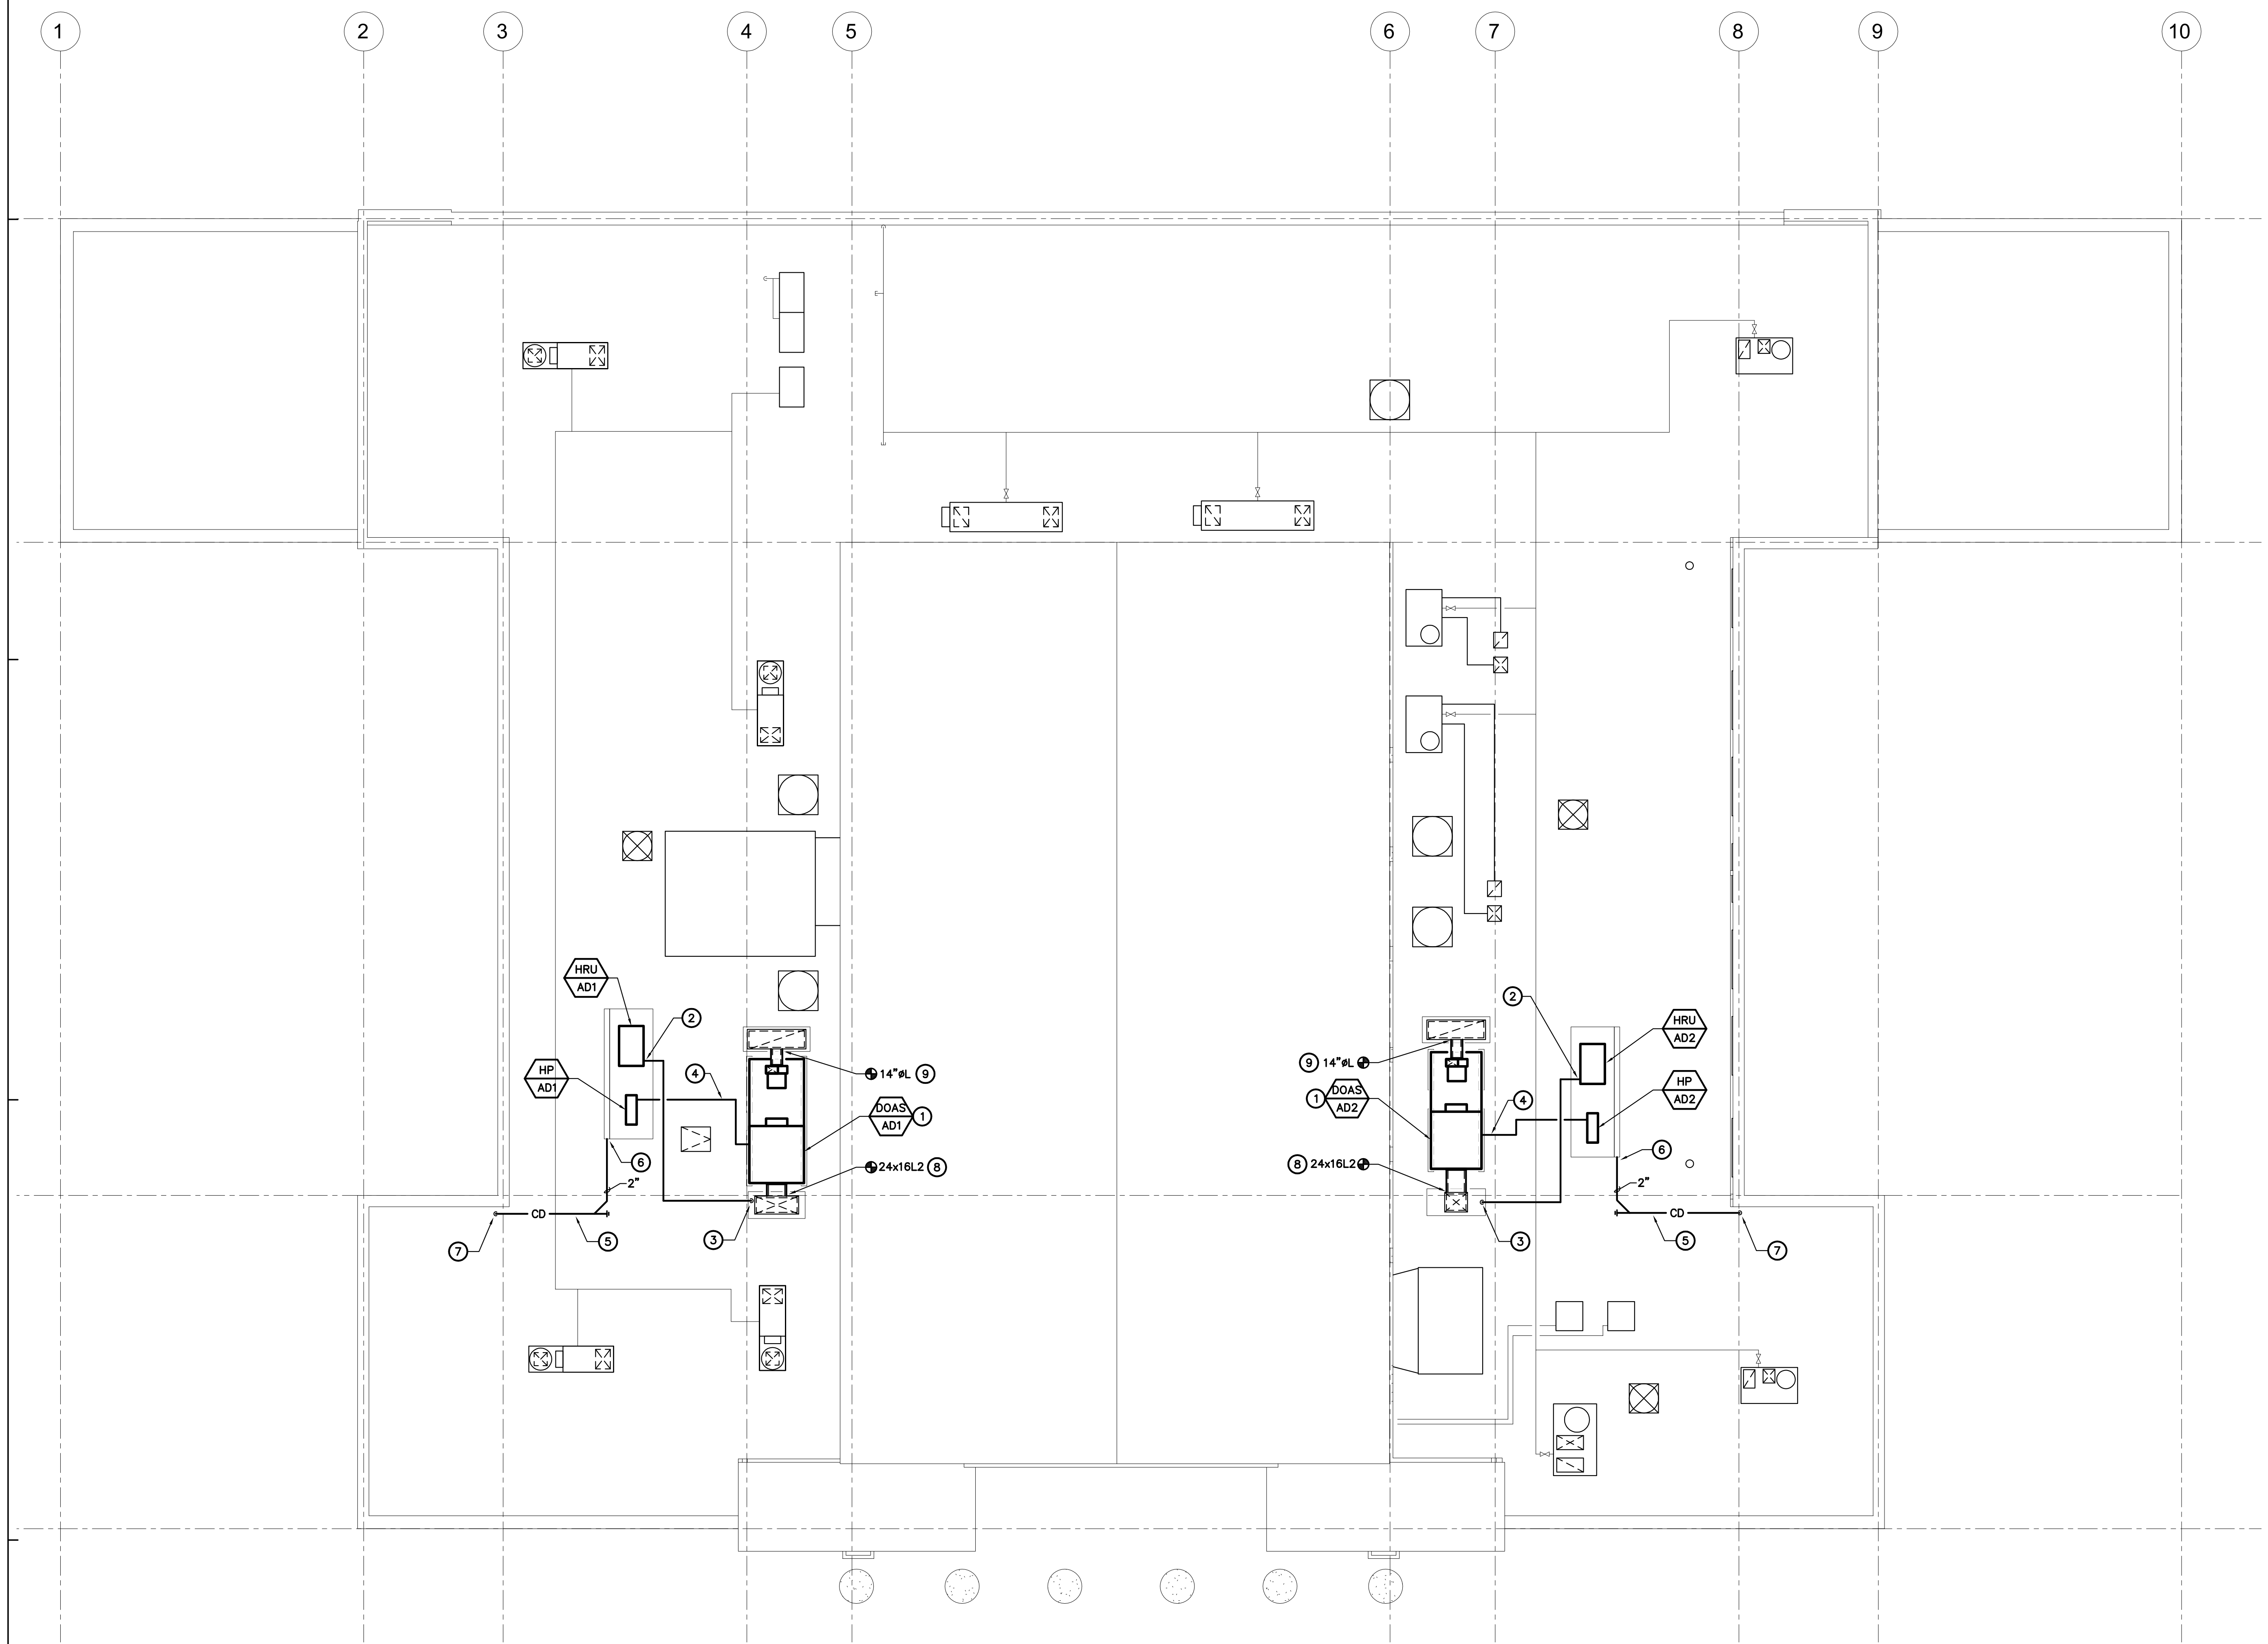 1 2 3 4 5 6 7 8 9 10
HRU
AD1
2
HP
AD1
4
14"øL 9
DOAS
AD1
1
24x16L2 8
6
2"
CD
3
5
7
2
HRU
AD2
9 14"øL
HP
AD2
1
DOAS
AD2
4
6
8 24x16L2
2"
CD
3
5
7